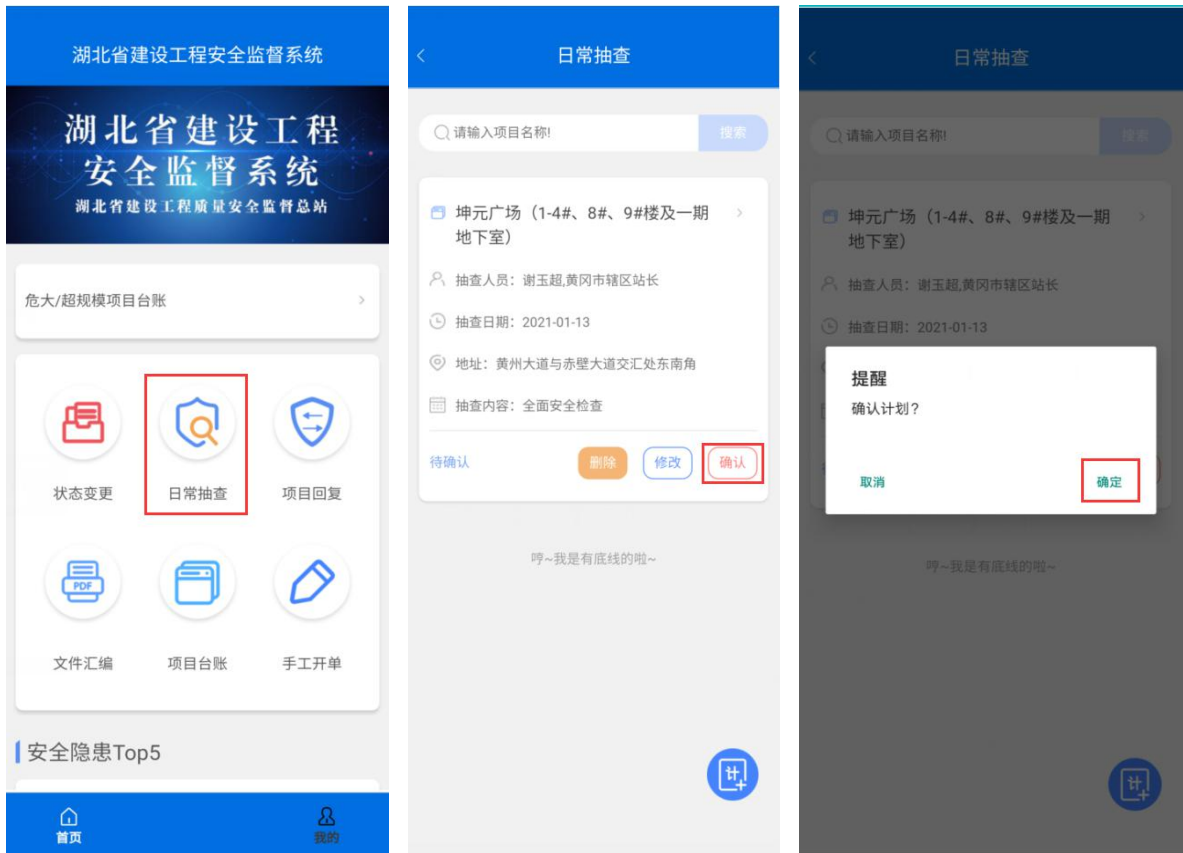 湖北省建设工程安全监督系统
湖北省建设工程
安全监督系统
湖北省建设工程质量安全监督总站
危大/超规模项目台账
状态变更
日常抽查
项目回复
PDF
文件汇编
项目台账
手工开单
安全隐患Top5
首页
我的
日常抽查
请输入项目名称!
搜索
坤元广场（1-4#、8#、9#楼及一期
地下室）
抽查人员：谢玉超,黄冈市辖区站长
抽查日期：2021-01-13
地址：黄州大道与赤壁大道交汇处东南角
抽查内容：全面安全检查
待确认
删除
修改
确认
哼~我是有底线的啦~
计
日常抽查
请输入项目名称!
搜索
坤元广场（1-4#、8#、9#楼及一期
地下室）
抽查人员：谢玉超,黄冈市辖区站长
抽查日期：2021-01-13
提醒
确认计划？
取消
确定
哼~我是有底线的啦~
计